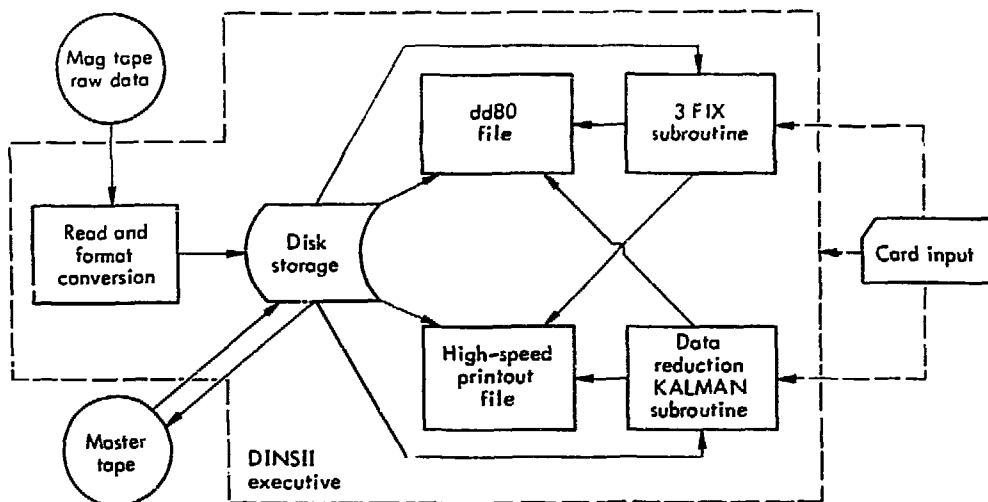 Mag tape
raw data
dd80
file
3 FIX
subroutine
Read and
format
conversion
Disk
storage
Card input
High-speed
printout
file
Data
reduction
KALMAN
subroutine
Master
tape
DINSII
executive